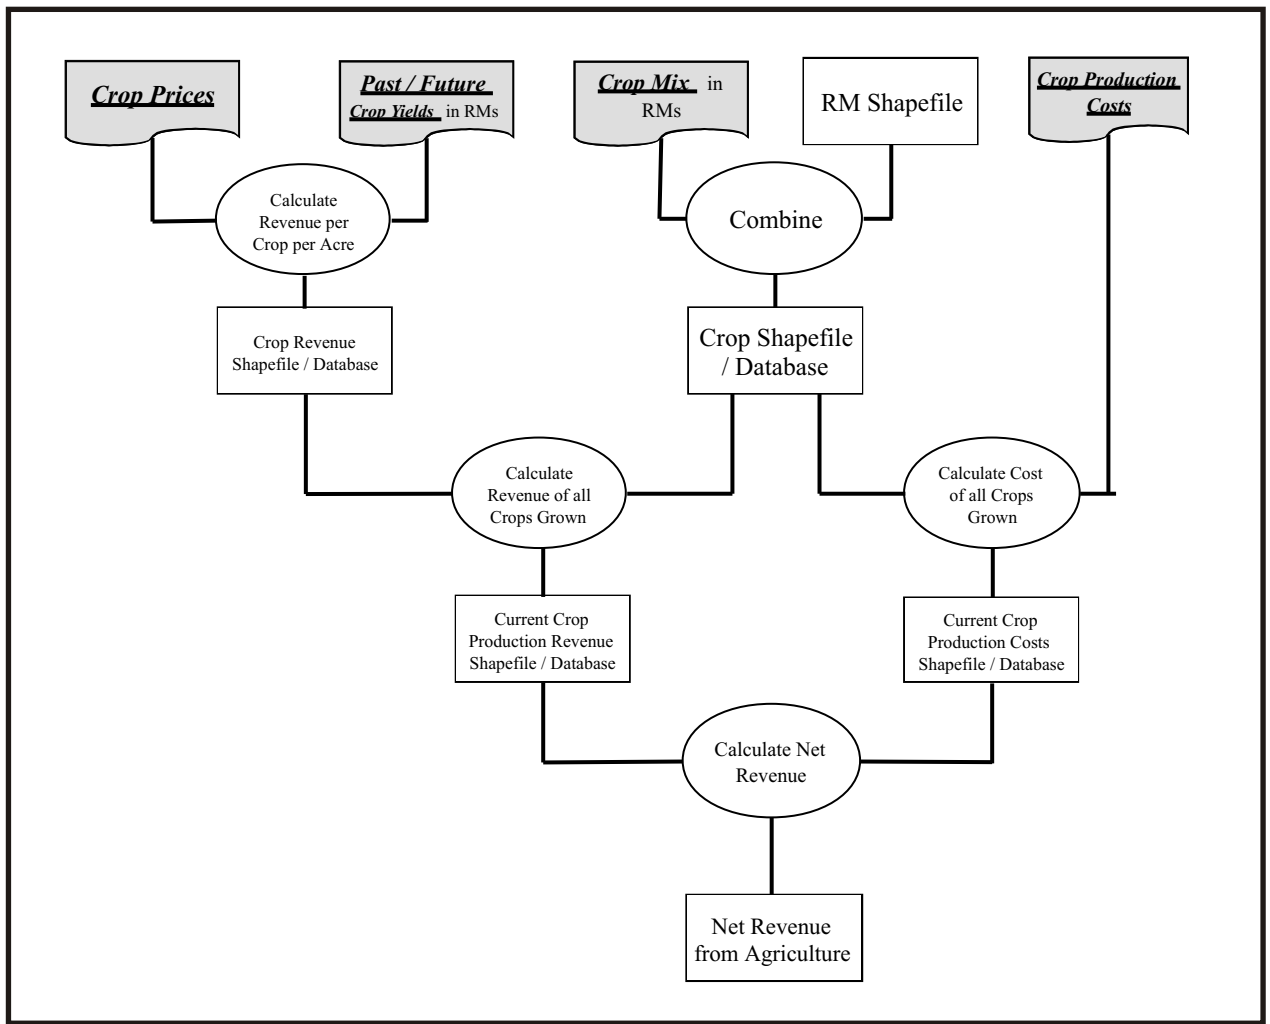 Crop Prices
Past / Future
Crop Yields in RMs
Crop Mix in
RMs
RM Shapefile
Crop Production
Costs
Calculate
Revenue per
Crop per Acre
Combine
Crop Revenue
Shapefile / Database
Crop Shapefile
/ Database
Calculate
Revenue of all
Crops Grown
Calculate Cost
of all Crops
Grown
Current Crop
Production Revenue
Shapefile / Database
Current Crop
Production Costs
Shapefile / Database
Calculate Net
Revenue
Net Revenue
from Agriculture